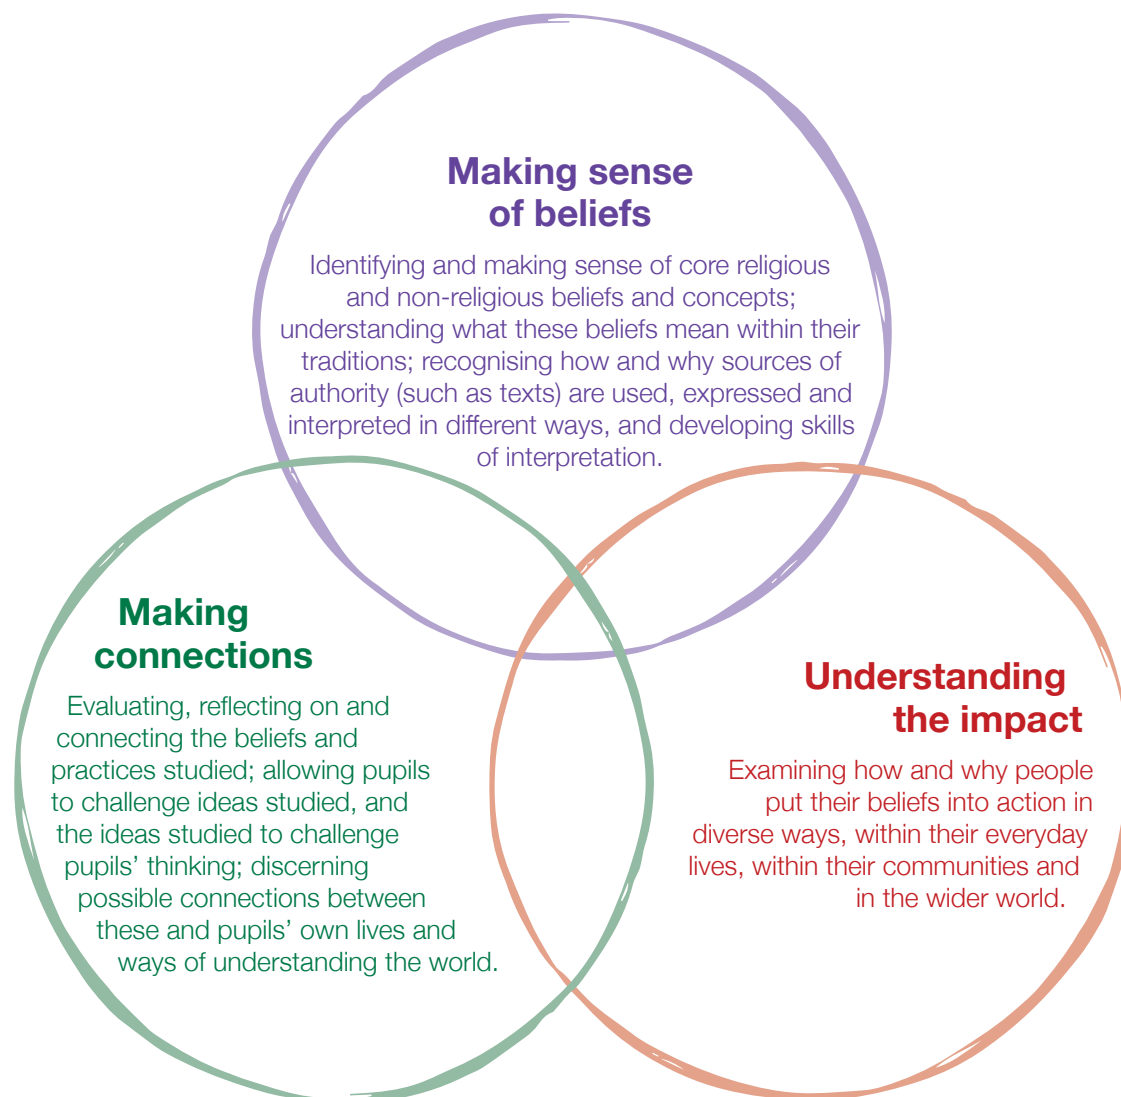 Making sense
of beliefs
Identifying and making sense of core religious
and non-religious beliefs and concepts;
understanding what these beliefs mean within their
traditions; recognising how and why sources of
authority (such as texts) are used, expressed and
interpreted in different ways, and developing skills
of interpretation.
Making
connections
Evaluating, reflecting on and
connecting the beliefs and
practices studied; allowing pupils
to challenge ideas studied, and
the ideas studied to challenge
pupils’ thinking; discerning
possible connections between
these and pupils’ own lives and
ways of understanding the world.
Understanding
the impact
Examining how and why people
put their beliefs into action in
diverse ways, within their everyday
lives, within their communities and
in the wider world.